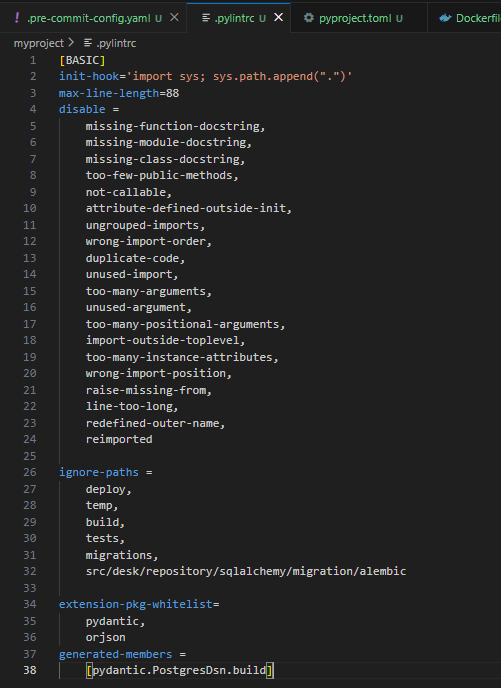 .pre-commit-config.yaml U
.pylintrc U
pyproject.toml U
Dockerfil
myproject > .pylintrc
1 [BASIC]
2 init-hook='import sys; sys.path.append(".")'
3 max-line-length=88
4 disable =
5     missing-function-docstring,
6     missing-module-docstring,
7     missing-class-docstring,
8     too-few-public-methods,
9     not-callable,
10     attribute-defined-outside-init,
11     ungrouped-imports,
12     wrong-import-order,
13     duplicate-code,
14     unused-import,
15     too-many-arguments,
16     unused-argument,
17     too-many-positional-arguments,
18     import-outside-toplevel,
19     too-many-instance-attributes,
20     wrong-import-position,
21     raise-missing-from,
22     line-too-long,
23     redefined-outer-name,
24     reimported
25
26 ignore-paths =
27     deploy,
28     temp,
29     build,
30     tests,
31     migrations,
32     src/desk/repository/sqlalchemy/migration/alembic
33
34 extension-pkg-whitelist=
35     pydantic,
36     orjson
37 generated-members =
38     [pydantic.PostgresDsn.build]